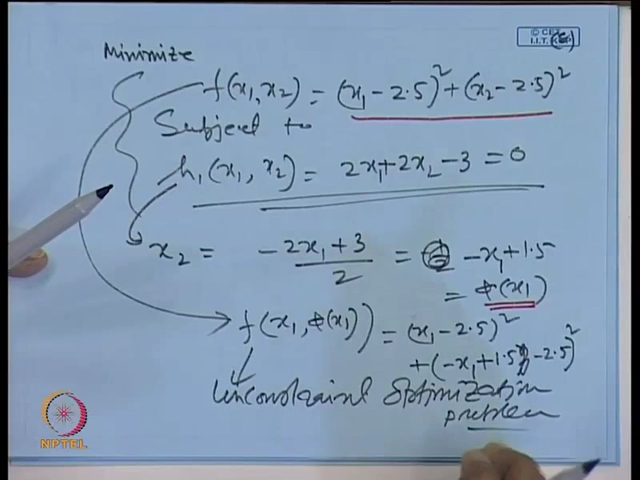 © CET
I.I.T.
Minimize
f(x₁, x₂) = (x₁ - 2.5)² + (x₂ - 2.5)²
Subject to
h₁(x₁, x₂) = 2x₁ + 2x₂ - 3 = 0
x₂ = (-2x₁ + 3)/2 = -x₁ + 1.5
= φ(x₁)
f(x₁, φ(x₁)) = (x₁ - 2.5)²
+ (-x₁ + 1.5 - 2.5)²
Unconstrained Optimization
problem
NPTEL